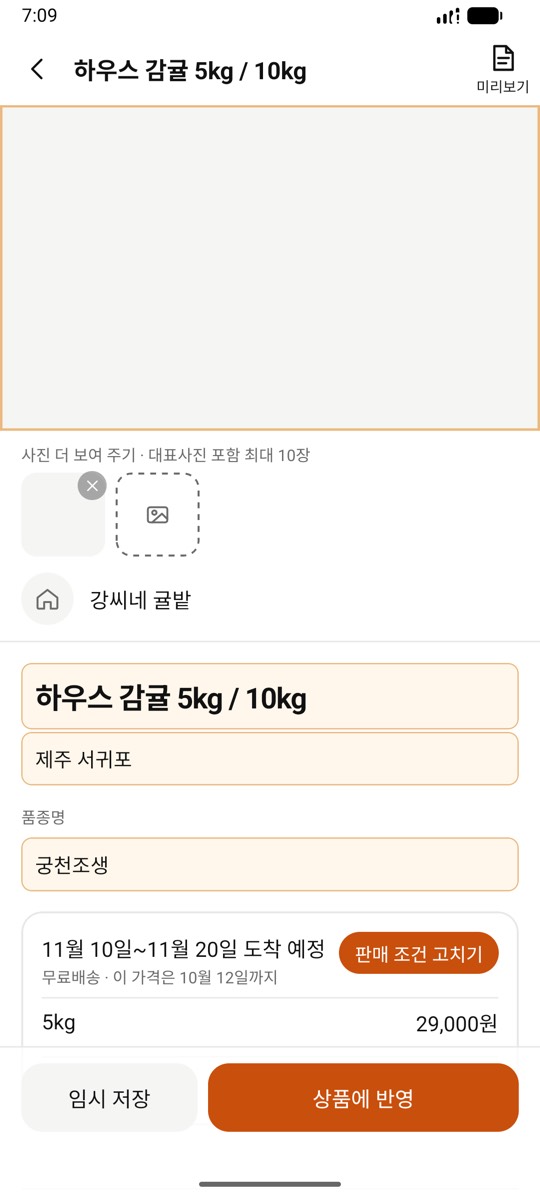 7:09
하우스 감귤 5kg / 10kg
미리보기
사진 더 보여 주기 · 대표사진 포함 최대 10장
강씨네 귤밭
하우스 감귤 5kg / 10kg
제주 서귀포
품종명
궁천조생
11월 10일~11월 20일 도착 예정
판매 조건 고치기
무료배송 · 이 가격은 10월 12일까지
5kg
29,000원
임시 저장
상품에 반영